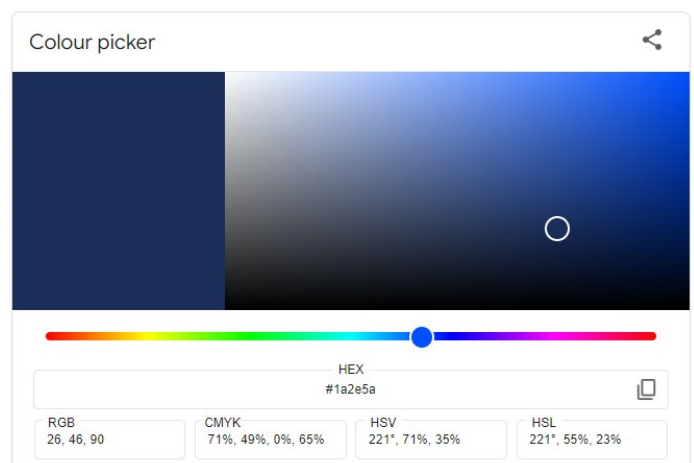 Colour picker
HEX
#1a2e5a
RGB
26, 46, 90
CMYK
71%, 49%, 0%, 65%
HSV
221°, 71%, 35%
HSL
221°, 55%, 23%